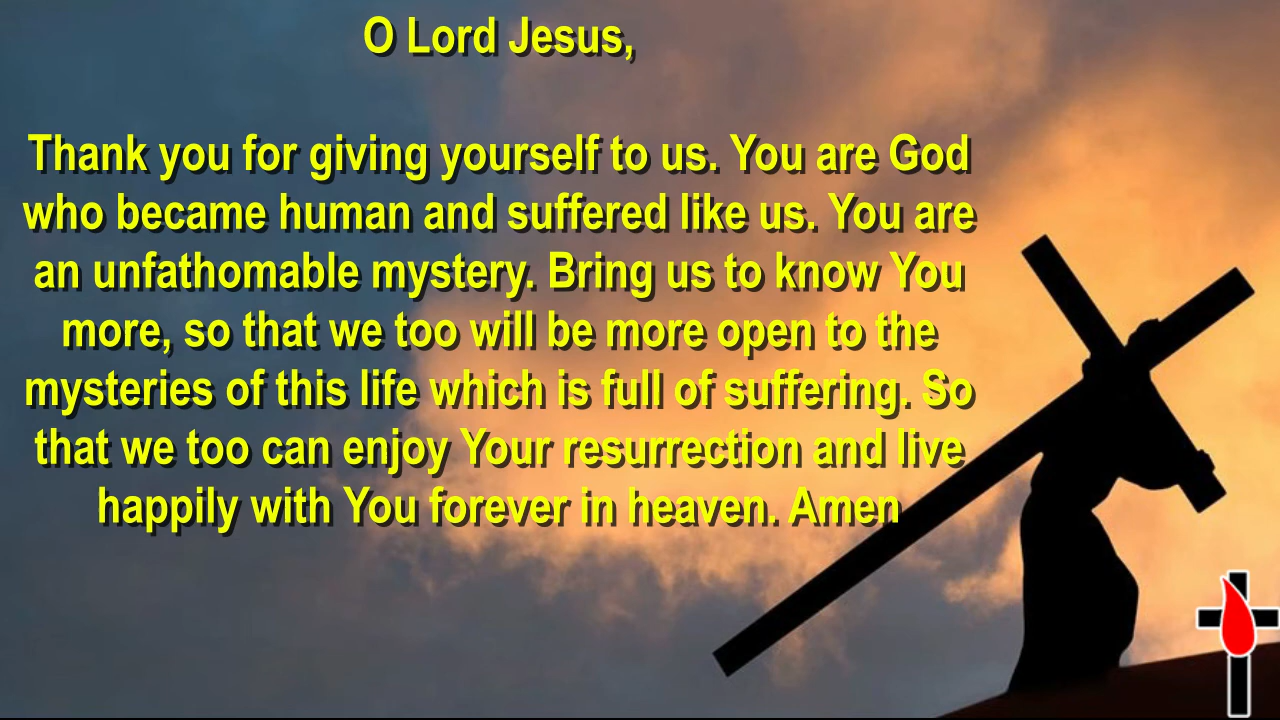 O Lord Jesus,
Thank you for giving yourself to us. You are God
who became human and suffered like us. You are
an unfathomable mystery. Bring us to know You
more, so that we too will be more open to the
mysteries of this life which is full of suffering. So
that we too can enjoy Your resurrection and live
happily with You forever in heaven. Amen